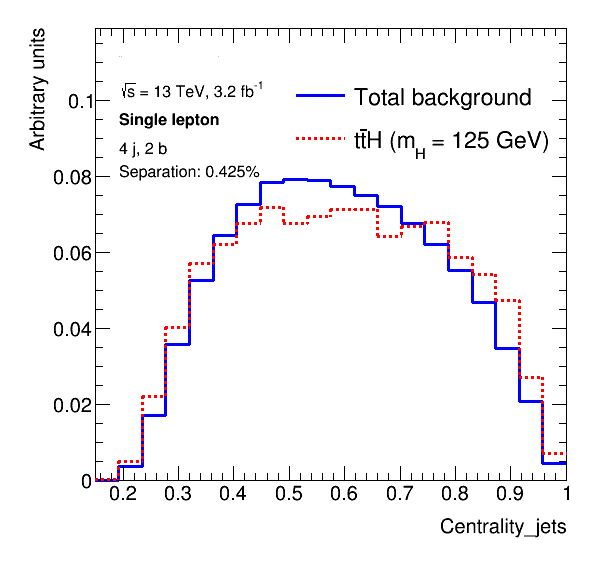 Arbitrary units
√s = 13 TeV, 3.2 fb⁻¹
Single lepton
4 j, 2 b
Separation: 0.425%
Total background
tt̄H (m_H = 125 GeV)
0.1
0.08
0.06
0.04
0.02
0
0.2 0.3 0.4 0.5 0.6 0.7 0.8 0.9 1
Centrality_jets